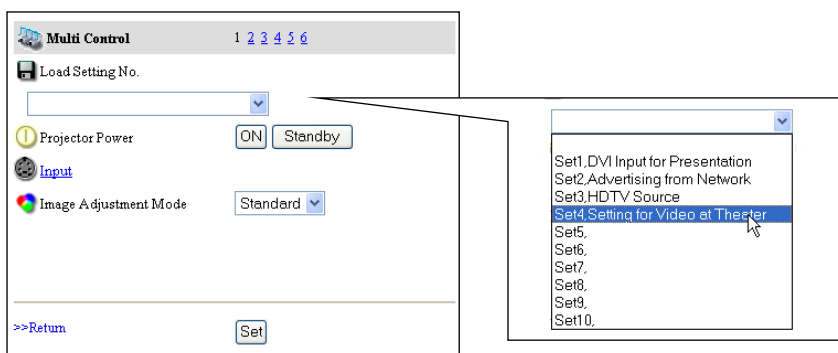 Multi Control 1 2 3 4 5 6
Load Setting No.
Projector Power ON Standby
Input
Image Adjustment Mode Standard
>>Return Set
Set1,DVI Input for Presentation
Set2,Advertising from Network
Set3,HDTV Source
Set4,Setting for Video at Theater
Set5,
Set6,
Set7,
Set8,
Set9,
Set10,